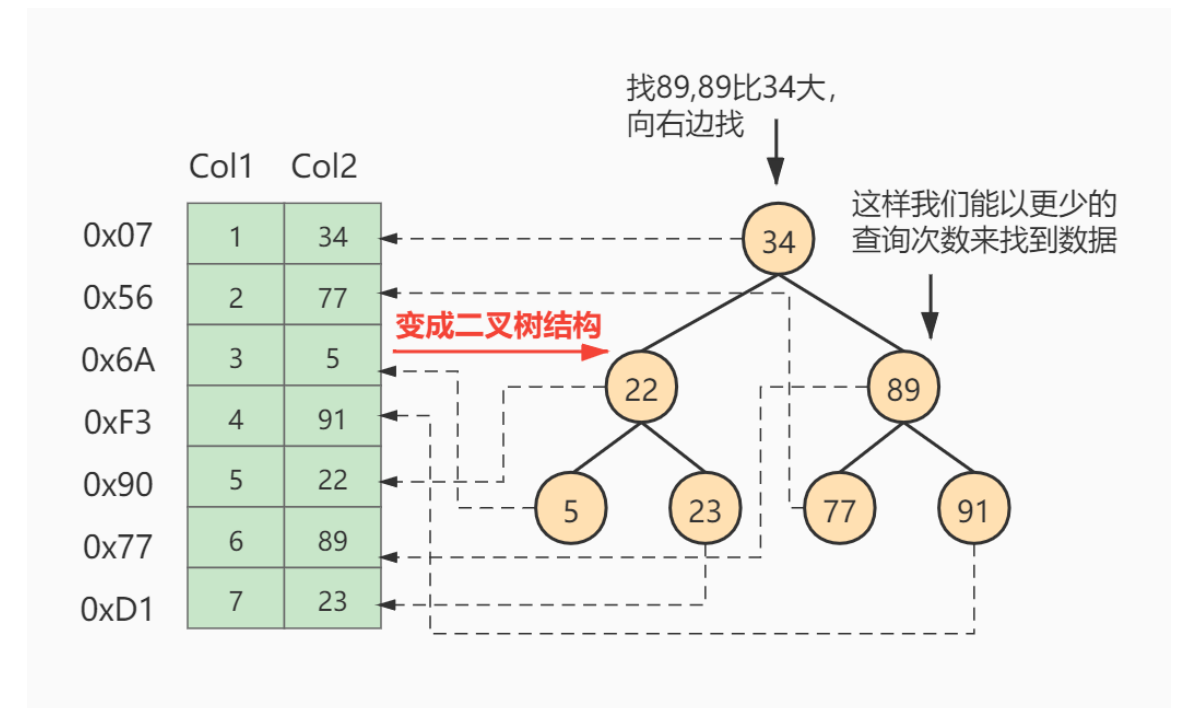 找89,89比34大,
向右边找
这样我们能以更少的
查询次数来找到数据
Col1 Col2
0x07 1 34
0x56 2 77
0x6A 3 5
0xF3 4 91
0x90 5 22
0x77 6 89
0xD1 7 23
变成二叉树结构
34
22 89
5 23 77 91